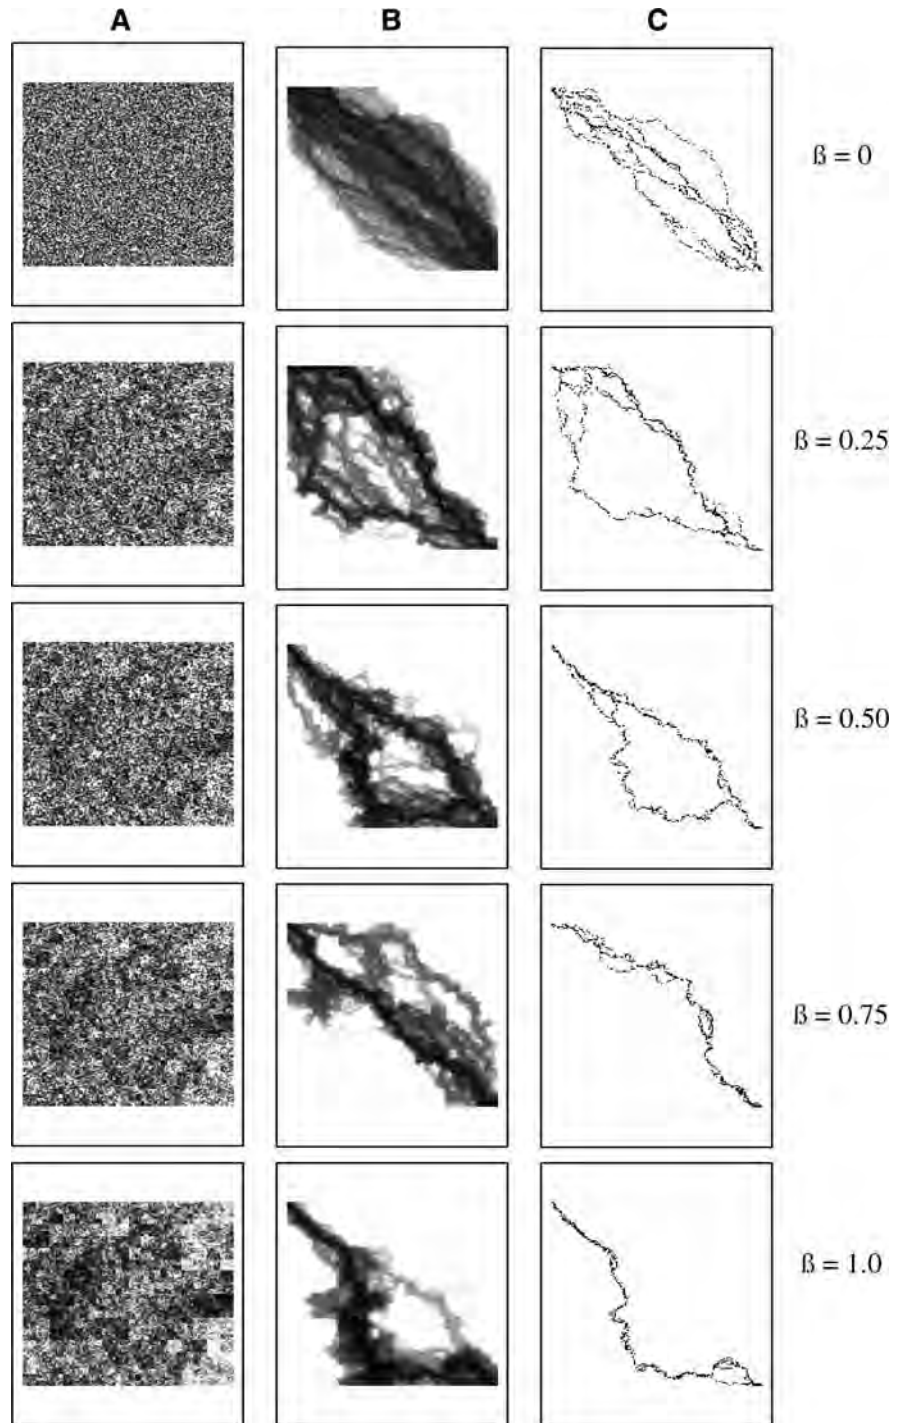 A B C
ß = 0
ß = 0.25
ß = 0.50
ß = 0.75
ß = 1.0